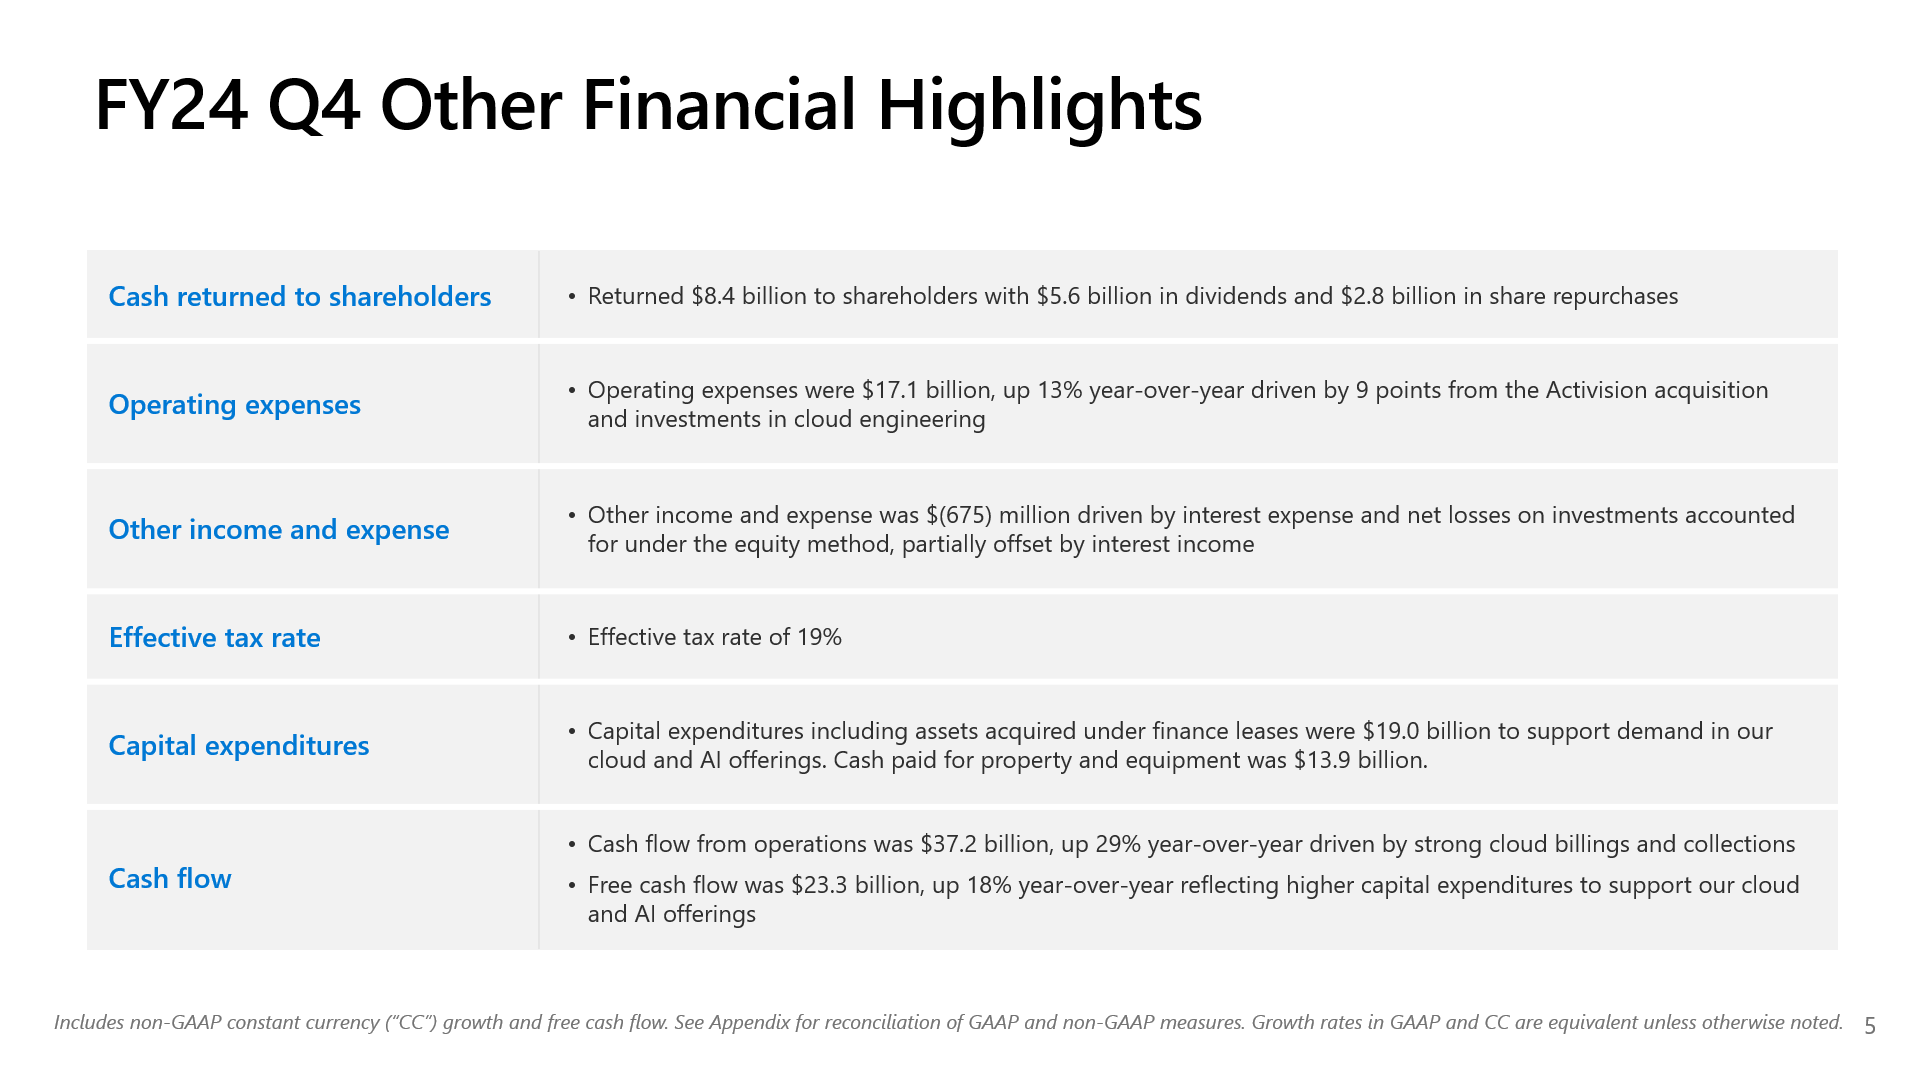 FY24 Q4 Other Financial Highlights
Cash returned to shareholders
• Returned $8.4 billion to shareholders with $5.6 billion in dividends and $2.8 billion in share repurchases
Operating expenses
• Operating expenses were $17.1 billion, up 13% year-over-year driven by 9 points from the Activision acquisition
and investments in cloud engineering
Other income and expense
• Other income and expense was $(675) million driven by interest expense and net losses on investments accounted
for under the equity method, partially offset by interest income
Effective tax rate
• Effective tax rate of 19%
Capital expenditures
• Capital expenditures including assets acquired under finance leases were $19.0 billion to support demand in our
cloud and AI offerings. Cash paid for property and equipment was $13.9 billion.
Cash flow
• Cash flow from operations was $37.2 billion, up 29% year-over-year driven by strong cloud billings and collections
• Free cash flow was $23.3 billion, up 18% year-over-year reflecting higher capital expenditures to support our cloud
and AI offerings
Includes non-GAAP constant currency (“CC“) growth and free cash flow. See Appendix for reconciliation of GAAP and non-GAAP measures. Growth rates in GAAP and CC are equivalent unless otherwise noted.
5